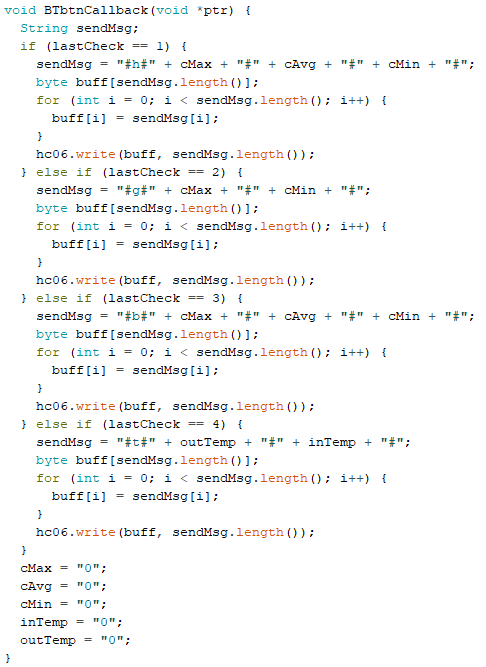 void BTbtnCallback(void *ptr) {
  String sendMsg;
  if (lastCheck == 1) {
    sendMsg = "#h#" + cMax + "#" + cAvg + "#" + cMin + "#";
    byte buff[sendMsg.length()];
    for (int i = 0; i < sendMsg.length(); i++) {
      buff[i] = sendMsg[i];
    }
    hc06.write(buff, sendMsg.length());
  } else if (lastCheck == 2) {
    sendMsg = "#g#" + cMax + "#" + cMin + "#";
    byte buff[sendMsg.length()];
    for (int i = 0; i < sendMsg.length(); i++) {
      buff[i] = sendMsg[i];
    }
    hc06.write(buff, sendMsg.length());
  } else if (lastCheck == 3) {
    sendMsg = "#b#" + cMax + "#" + cAvg + "#" + cMin + "#";
    byte buff[sendMsg.length()];
    for (int i = 0; i < sendMsg.length(); i++) {
      buff[i] = sendMsg[i];
    }
    hc06.write(buff, sendMsg.length());
  } else if (lastCheck == 4) {
    sendMsg = "#t#" + outTemp + "#" + inTemp + "#";
    byte buff[sendMsg.length()];
    for (int i = 0; i < sendMsg.length(); i++) {
      buff[i] = sendMsg[i];
    }
    hc06.write(buff, sendMsg.length());
  }
  cMax = "0";
  cAvg = "0";
  cMin = "0";
  inTemp = "0";
  outTemp = "0";
}